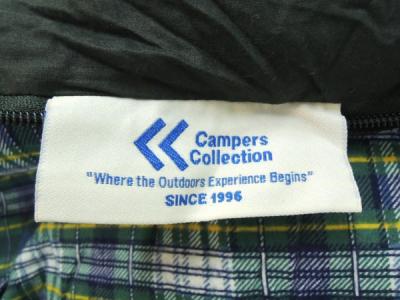 Campers
Collection
"Where the Outdoors Experience Begins"
SINCE 1996